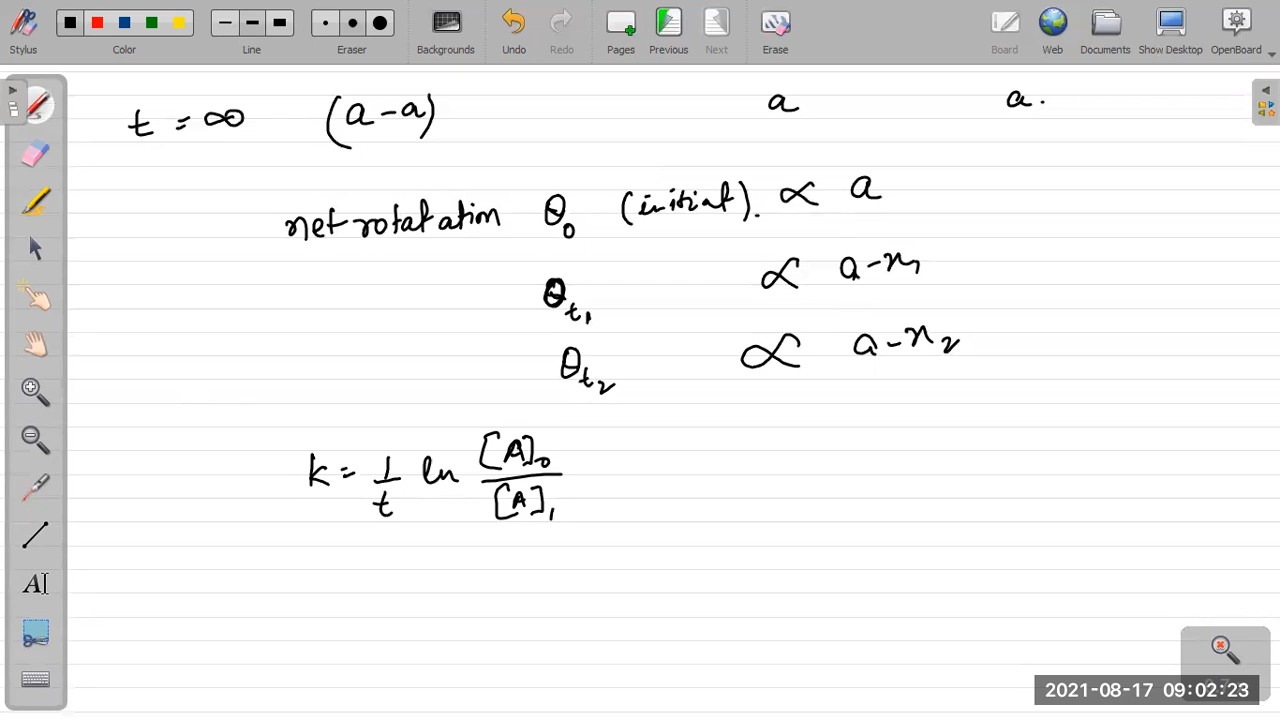 Stylus Color Line Eraser Backgrounds Undo Redo Pages Previous Next Erase Board Web Documents Show Desktop OpenBoard
t = ∞ (a-a) a a.
net rotatation θ₀ (initial). ∝ a
θt₁ ∝ a-x₁
θt₂ ∝ a-x₂
k = 1/t ln [A]₀/[A]₁
2021-08-17 09:02:23